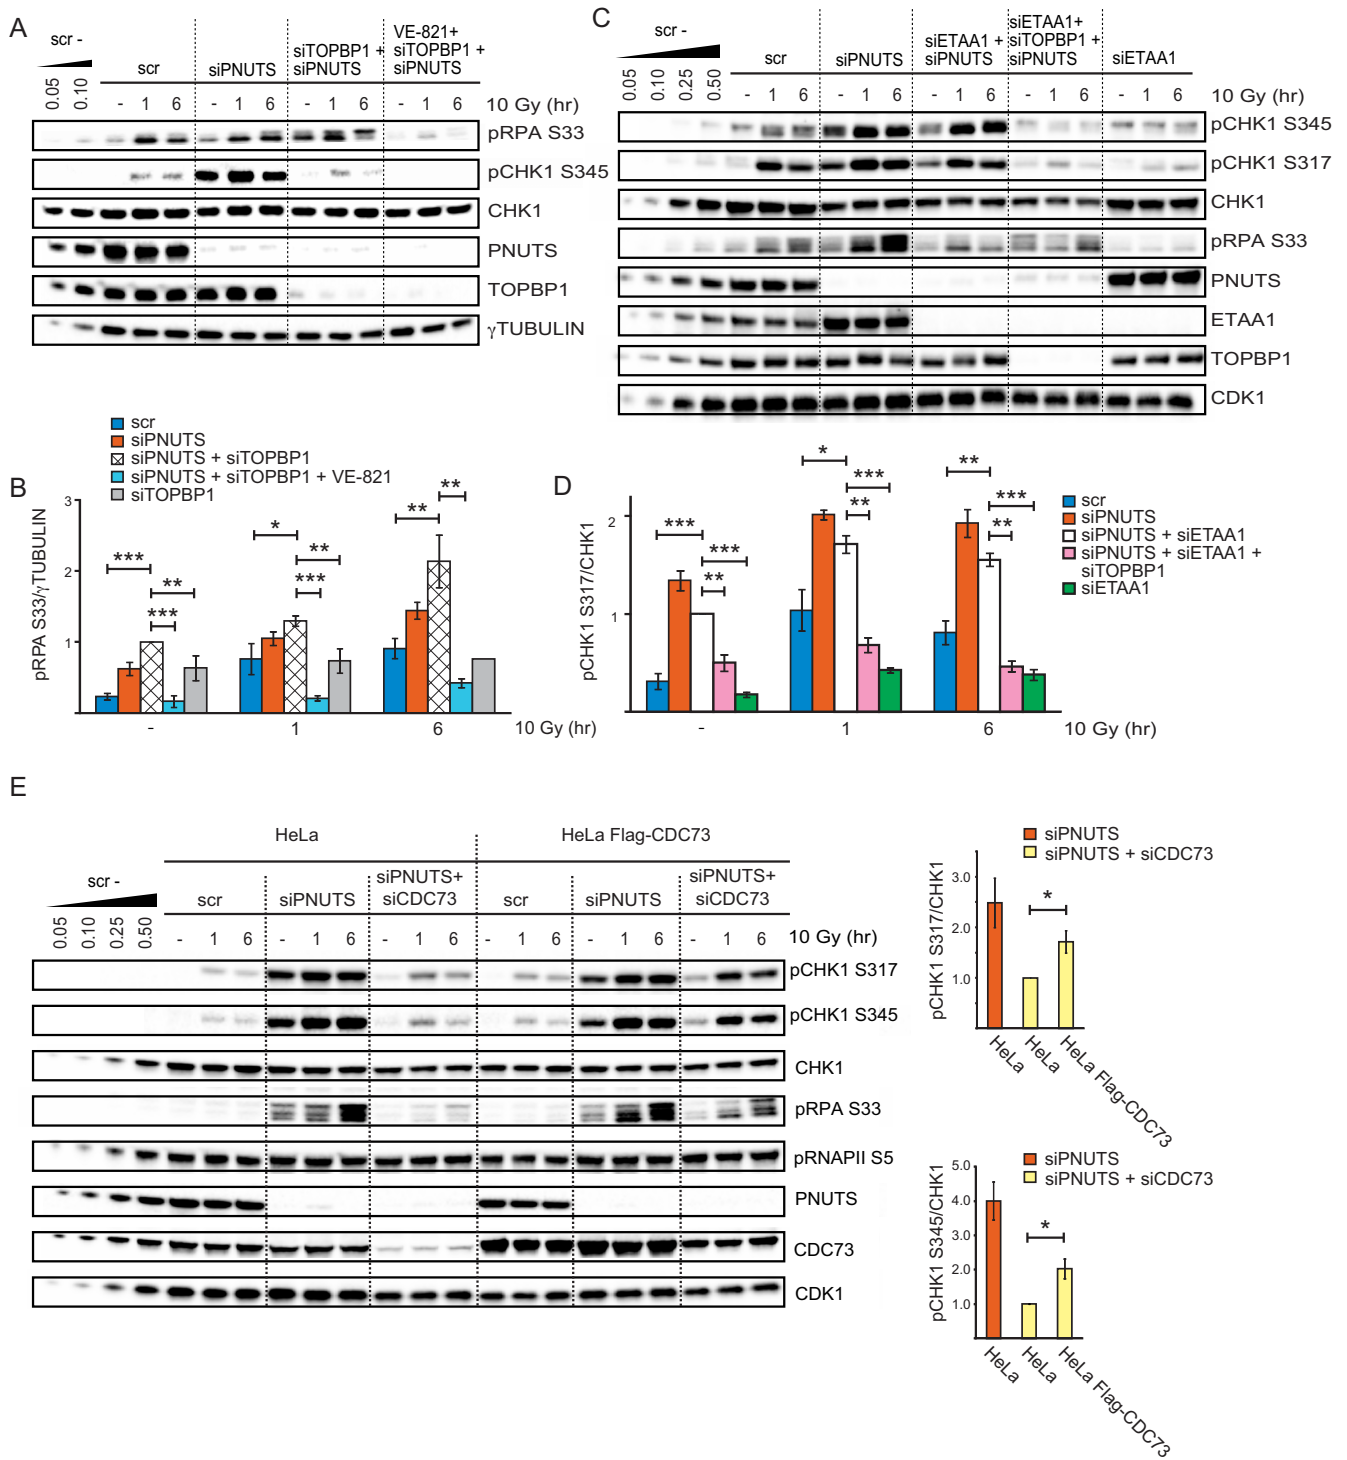 A
scr -
0.05
0.10
scr
siPNUTS
siTOPBP1 +
siPNUTS
VE-821+
siTOPBP1 +
siPNUTS
- 1 6 - 1 6 - 1 6 - 1 6 10 Gy (hr)
pRPA S33
pCHK1 S345
CHK1
PNUTS
TOPBP1
γTUBULIN
B
scr
siPNUTS
siPNUTS + siTOPBP1
siPNUTS + siTOPBP1 + VE-821
siTOPBP1
pRPA S33/γTUBULIN
3
2
1
*** ** ***
* ** ***
** **
- 1 6 10 Gy (hr)
C
scr -
0.05
0.10
0.25
0.50
scr
siPNUTS
siETAA1 +
siPNUTS
siETAA1+
siTOPBP1 +
siPNUTS
siETAA1
- 1 6 - 1 6 - 1 6 - 1 6 - 1 6 10 Gy (hr)
pCHK1 S345
pCHK1 S317
CHK1
pRPA S33
PNUTS
ETAA1
TOPBP1
CDK1
D
scr
siPNUTS
siPNUTS + siETAA1
siPNUTS + siETAA1 +
siTOPBP1
siETAA1
pCHK1 S317/CHK1
2
1
*** *** **
* *** **
** *** **
- 1 6 10 Gy (hr)
E
HeLa
HeLa Flag-CDC73
scr -
0.05
0.10
0.25
0.50
scr
siPNUTS
siPNUTS+
siCDC73
scr
siPNUTS
siPNUTS+
siCDC73
- 1 6 - 1 6 - 1 6 - 1 6 - 1 6 - 1 6 10 Gy (hr)
pCHK1 S317
pCHK1 S345
CHK1
pRPA S33
pRNAPII S5
PNUTS
CDC73
CDK1
siPNUTS
siPNUTS + siCDC73
pCHK1 S317/CHK1
3.0
2.0
1.0
*
HeLa
HeLa
HeLa Flag-CDC73
siPNUTS
siPNUTS + siCDC73
pCHK1 S345/CHK1
5.0
4.0
3.0
2.0
1.0
*
HeLa
HeLa
HeLa Flag-CDC73